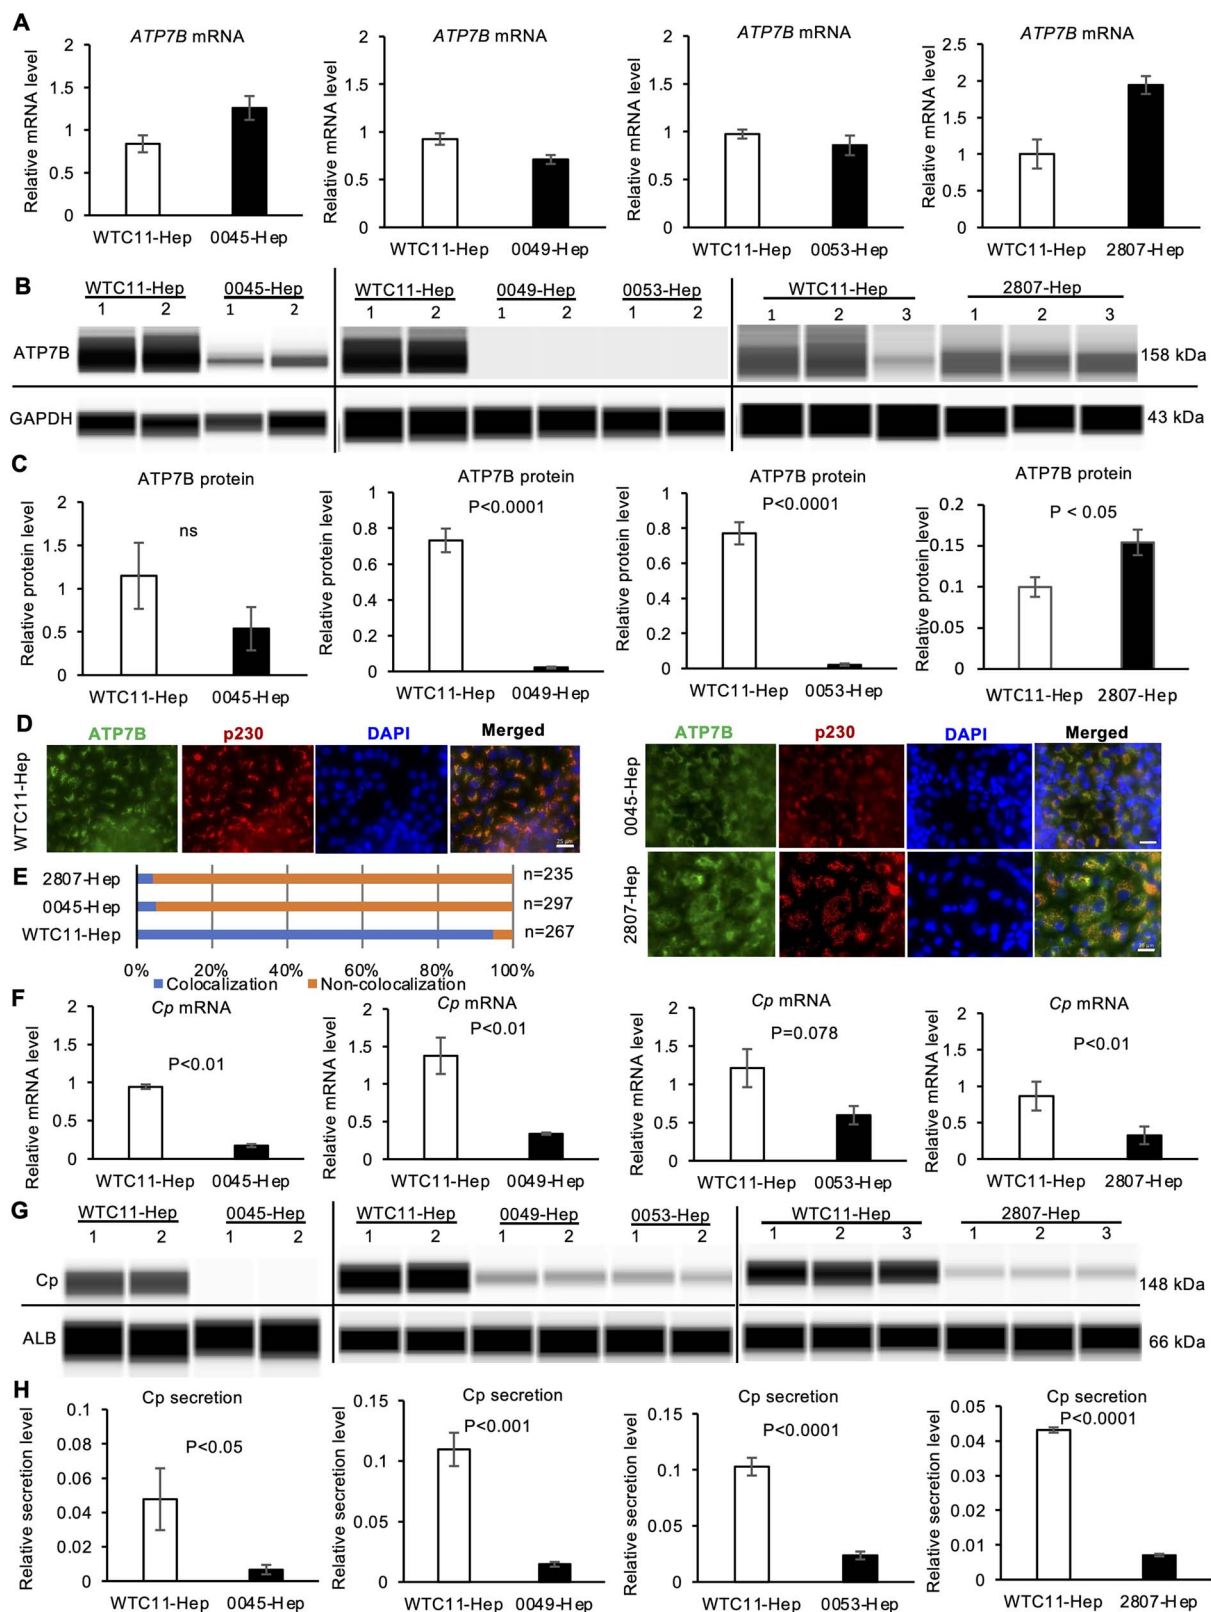 A
ATP7B mRNA
Relative mRNA level
2
1.5
1
0.5
0
WTC11-Hep 0045-Hep
ATP7B mRNA
Relative mRNA level
2
1.5
1
0.5
0
WTC11-Hep 0049-Hep
ATP7B mRNA
Relative mRNA level
2
1.5
1
0.5
0
WTC11-Hep 0053-Hep
ATP7B mRNA
Relative mRNA level
2.5
2
1.5
1
0.5
0
WTC11-Hep 2807-Hep
B
WTC11-Hep 0045-Hep WTC11-Hep 0049-Hep 0053-Hep WTC11-Hep 2807-Hep
1 2 1 2 1 2 1 2 1 2 1 2 3 1 2 3
ATP7B 158 kDa
GAPDH 43 kDa
C
ATP7B protein
Relative protein level
2
1.5
1
0.5
0
ns
WTC11-Hep 0045-Hep
ATP7B protein
Relative protein level
1
0.8
0.6
0.4
0.2
0
P<0.0001
WTC11-Hep 0049-Hep
ATP7B protein
Relative protein level
1
0.8
0.6
0.4
0.2
0
P<0.0001
WTC11-Hep 0053-Hep
ATP7B protein
Relative protein level
0.2
0.15
0.1
0.05
0
P < 0.05
WTC11-Hep 2807-Hep
D
ATP7B p230 DAPI Merged
WTC11-Hep
25 µm
ATP7B p230 DAPI Merged
0045-Hep
2807-Hep
25 µm
E
2807-Hep n=235
0045-Hep n=297
WTC11-Hep n=267
0% 20% 40% 60% 80% 100%
Colocalization Non-colocalization
F
Cp mRNA
Relative mRNA level
2
1.5
1
0.5
0
P<0.01
WTC11-Hep 0045-Hep
Cp mRNA
Relative mRNA level
2
1.5
1
0.5
0
P<0.01
WTC11-Hep 0049-Hep
Cp mRNA
Relative mRNA level
2
1.5
1
0.5
0
P=0.078
WTC11-Hep 0053-Hep
Cp mRNA
Relative mRNA level
2
1.5
1
0.5
0
P<0.01
WTC11-Hep 2807-Hep
G
WTC11-Hep 0045-Hep WTC11-Hep 0049-Hep 0053-Hep WTC11-Hep 2807-Hep
1 2 1 2 1 2 1 2 1 2 1 2 3 1 2 3
Cp 148 kDa
ALB 66 kDa
H
Cp secretion
Relative secretion level
0.1
0.08
0.06
0.04
0.02
0
P<0.05
WTC11-Hep 0045-Hep
Cp secretion
Relative secretion level
0.15
0.1
0.05
0
P<0.001
WTC11-Hep 0049-Hep
Cp secretion
Relative secretion level
0.15
0.1
0.05
0
P<0.0001
WTC11-Hep 0053-Hep
Cp secretion
Relative secretion level
0.05
0.04
0.03
0.02
0.01
0
P<0.0001
WTC11-Hep 2807-Hep